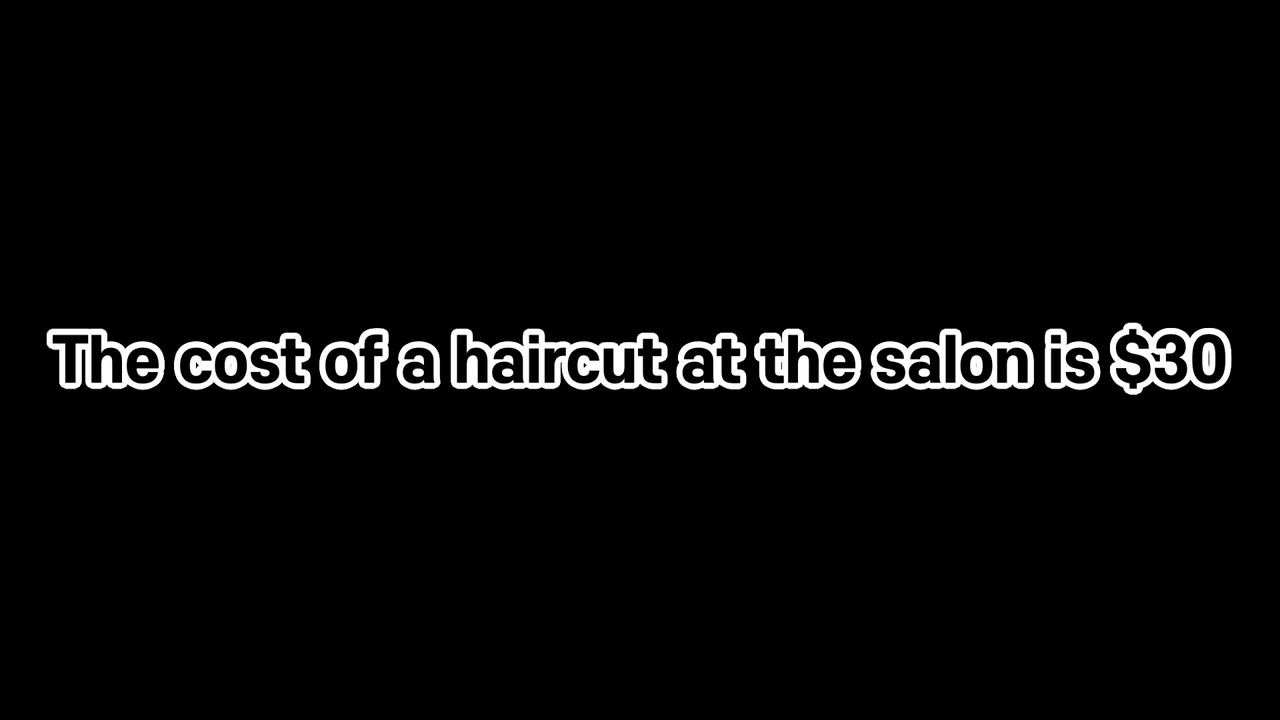 The cost of a haircut at the salon is $30